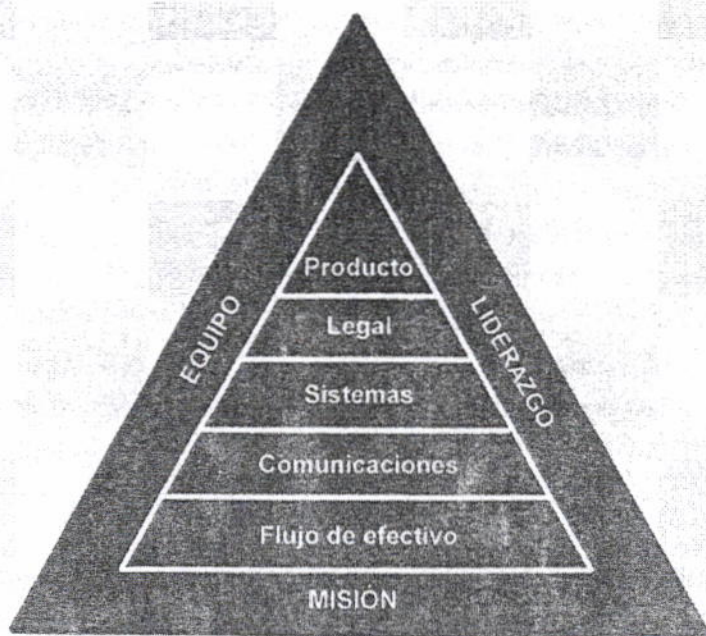 Producto
Legal
EQUIPO
LIDERAZGO
Sistemas
Comunicaciones
Flujo de efectivo
MISIÓN